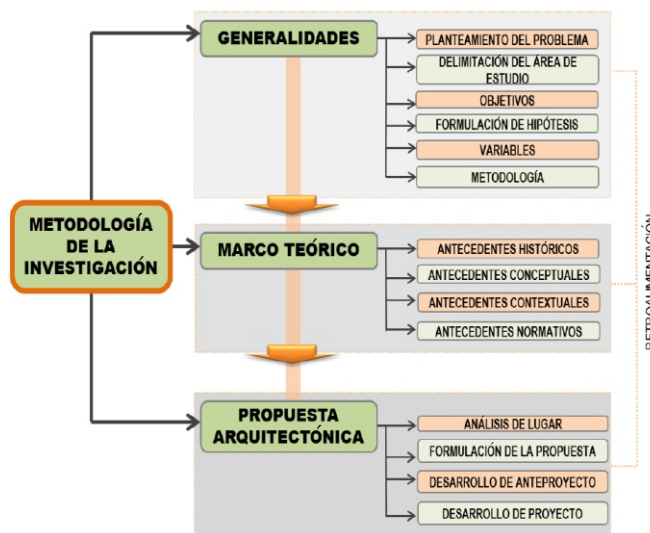 GENERALIDADES
PLANTEAMIENTO DEL PROBLEMA
DELIMITACIÓN DEL ÁREA DE
ESTUDIO
OBJETIVOS
FORMULACIÓN DE HIPÓTESIS
VARIABLES
METODOLOGÍA
METODOLOGÍA
DE LA
INVESTIGACIÓN
MARCO TEÓRICO
ANTECEDENTES HISTÓRICOS
ANTECEDENTES CONCEPTUALES
ANTECEDENTES CONTEXTUALES
ANTECEDENTES NORMATIVOS
PROPUESTA
ARQUITECTÓNICA
ANÁLISIS DE LUGAR
FORMULACIÓN DE LA PROPUESTA
DESARROLLO DE ANTEPROYECTO
DESARROLLO DE PROYECTO
RETROALIMENTACIÓN